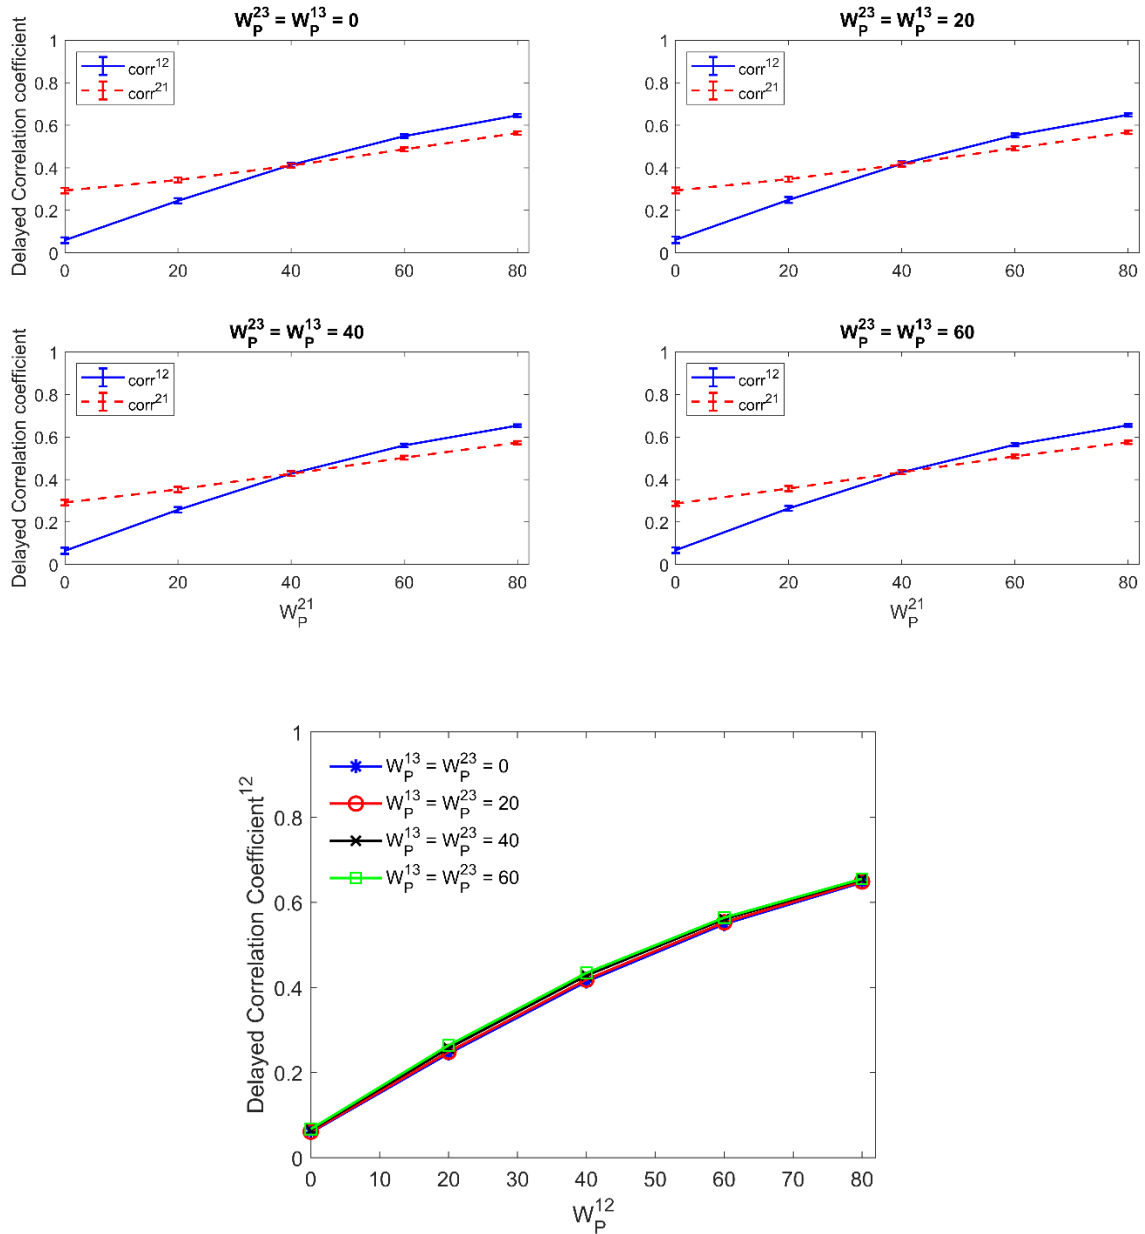 W_P^23 = W_P^13 = 0
1
0.8
0.6
0.4
0.2
0
Delayed Correlation coefficient
corr^12
corr^21
0 20 40 60 80
W_P^23 = W_P^13 = 20
1
0.8
0.6
0.4
0.2
0
corr^12
corr^21
0 20 40 60 80
W_P^23 = W_P^13 = 40
1
0.8
0.6
0.4
0.2
0
Delayed Correlation coefficient
corr^12
corr^21
0 20 40 60 80
W_P^21
W_P^23 = W_P^13 = 60
1
0.8
0.6
0.4
0.2
0
corr^12
corr^21
0 20 40 60 80
W_P^21
1
0.8
0.6
0.4
0.2
0
Delayed Correlation Coefficient^12
W_P^13 = W_P^23 = 0
W_P^13 = W_P^23 = 20
W_P^13 = W_P^23 = 40
W_P^13 = W_P^23 = 60
0 10 20 30 40 50 60 70 80
W_P^12